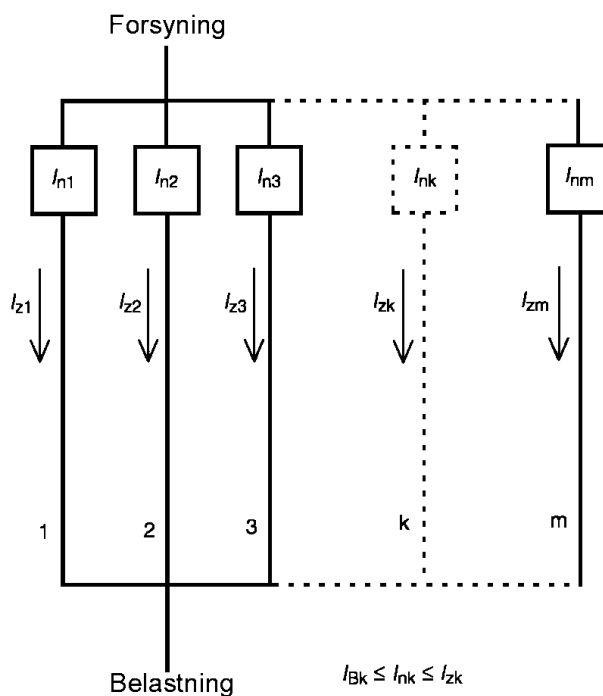 Forsyning
In1 In2 In3 Ink Inm
Iz1 Iz2 Iz3 Izk Izm
1 2 3 k m
Belastning
IBk ≤ Ink ≤ Izk